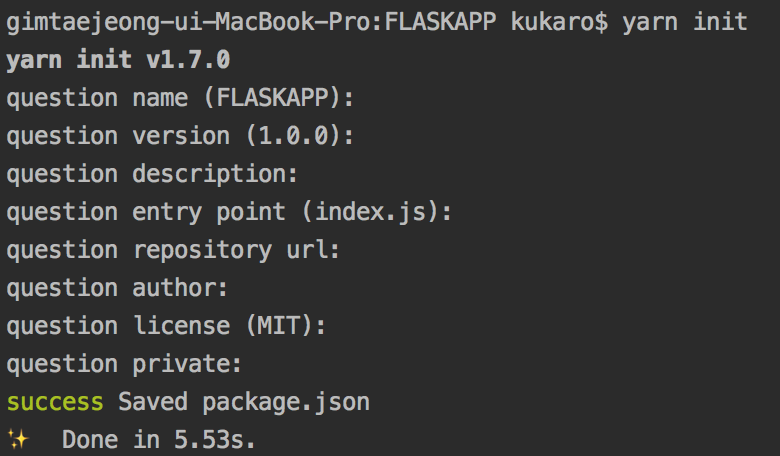 gimtaejeong-ui-MacBook-Pro:FLASKAPP kukaro$ yarn init
yarn init v1.7.0
question name (FLASKAPP):
question version (1.0.0):
question description:
question entry point (index.js):
question repository url:
question author:
question license (MIT):
question private:
success Saved package.json
✨ Done in 5.53s.